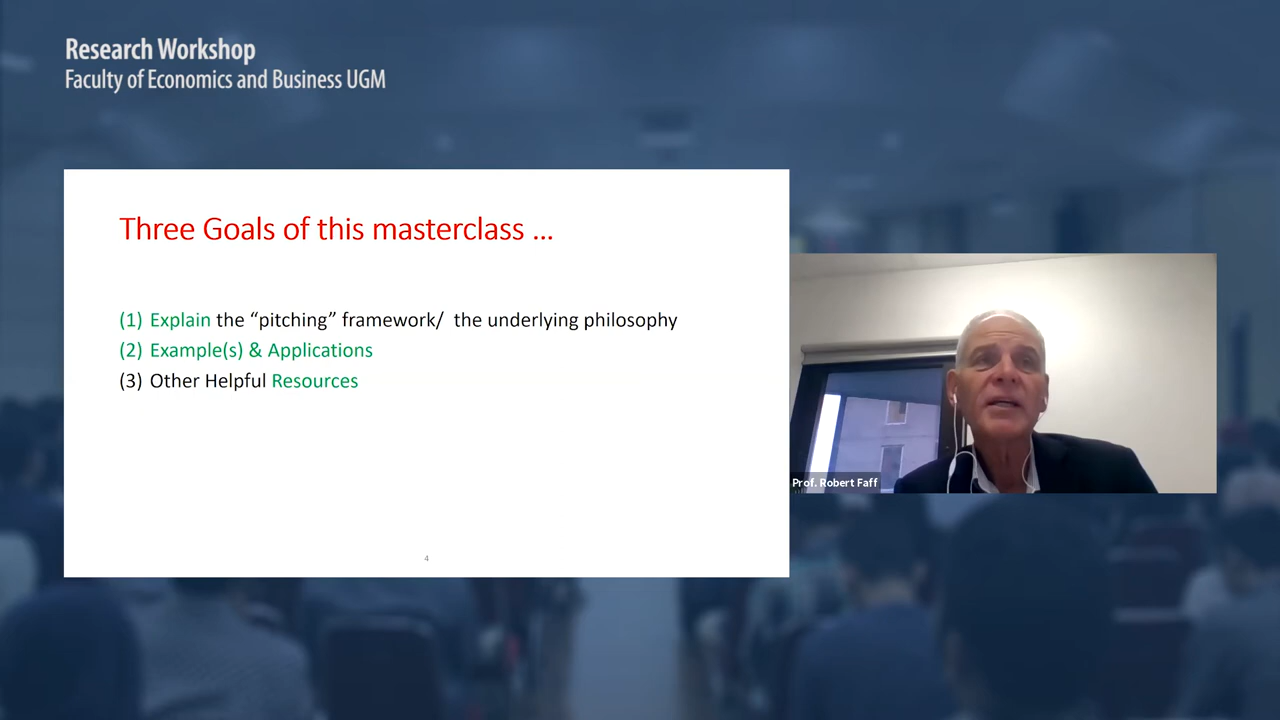 Research Workshop
Faculty of Economics and Business UGM
Three Goals of this masterclass ...
(1) Explain the “pitching” framework/ the underlying philosophy
(2) Example(s) & Applications
(3) Other Helpful Resources
4
Prof. Robert Faff